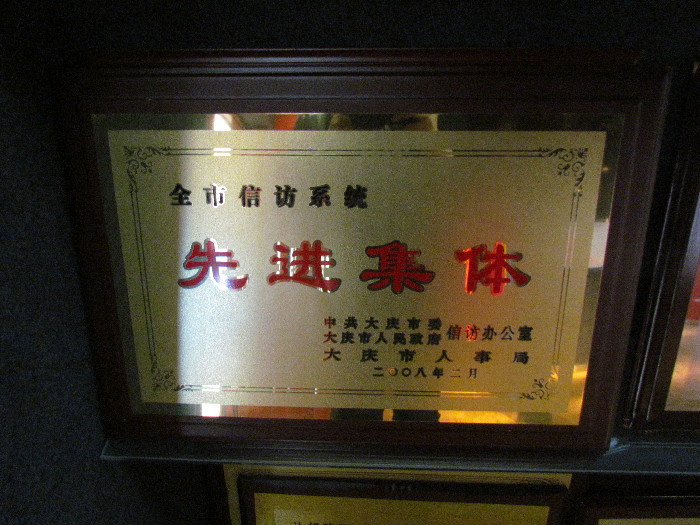 全市信访系统
先进集体
中共大庆市委
大庆市人民政府 信访办公室
大庆市人事局
二〇〇八年二月